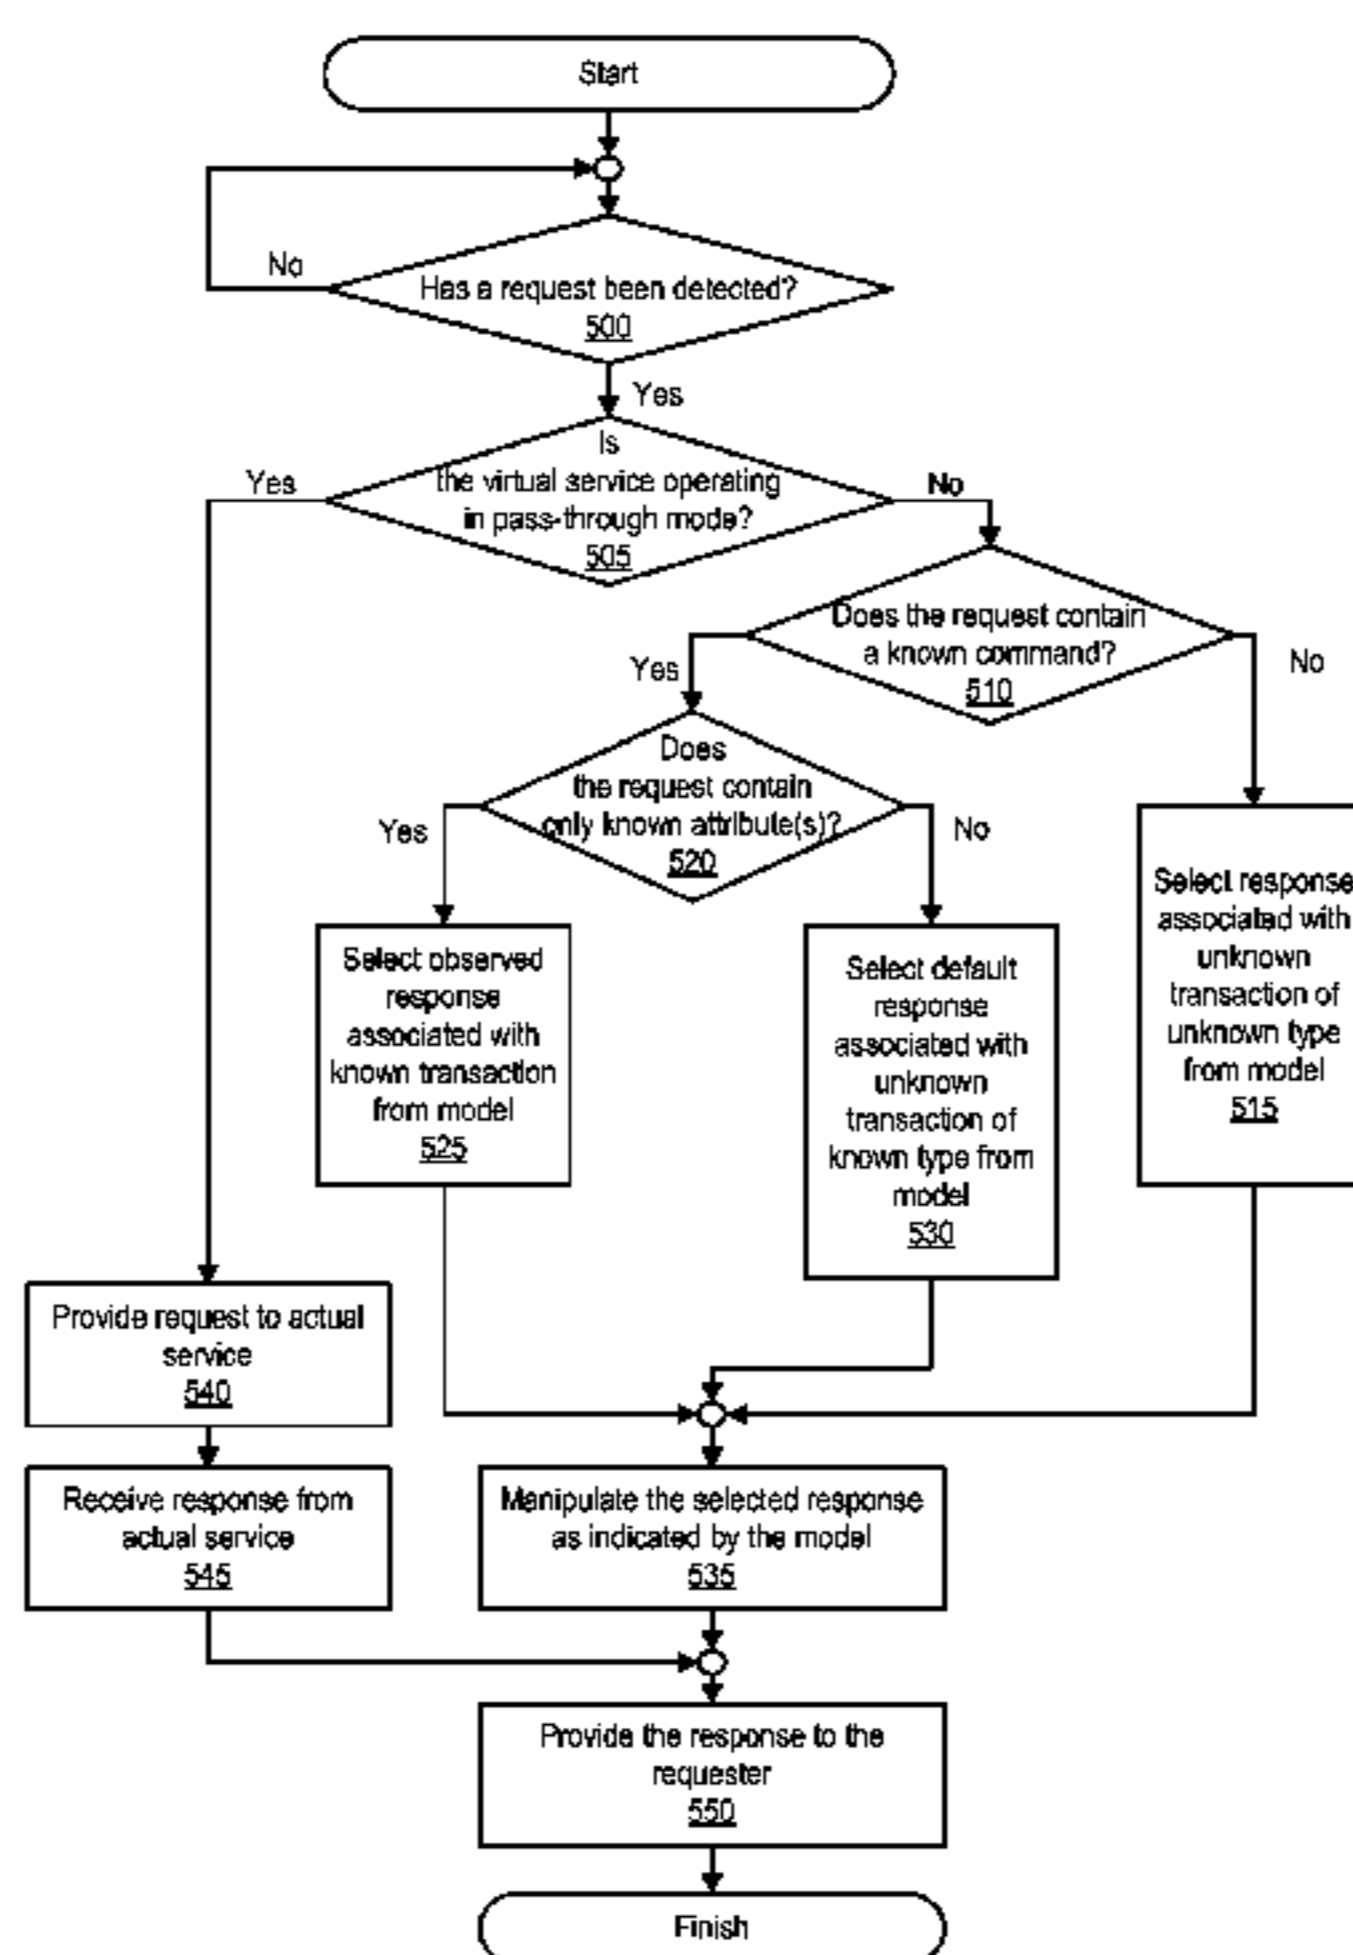 Start
No
Has a request been detected?
500
Yes
Is
the virtual service operating
in pass-through mode?
505
Yes
No
Does the request contain
a known command?
510
Yes
No
Does
the request contain
only known attribute(s)?
520
Yes
No
Select observed
response
associated with
known transaction
from model
525
Select default
response
associated with
unknown
transaction of
known type from
model
530
Select response
associated with
unknown
transaction of
unknown type
from model
515
Provide request to actual
service
540
Receive response from
actual service
545
Manipulate the selected response
as indicated by the model
535
Provide the response to the
requester
550
Finish